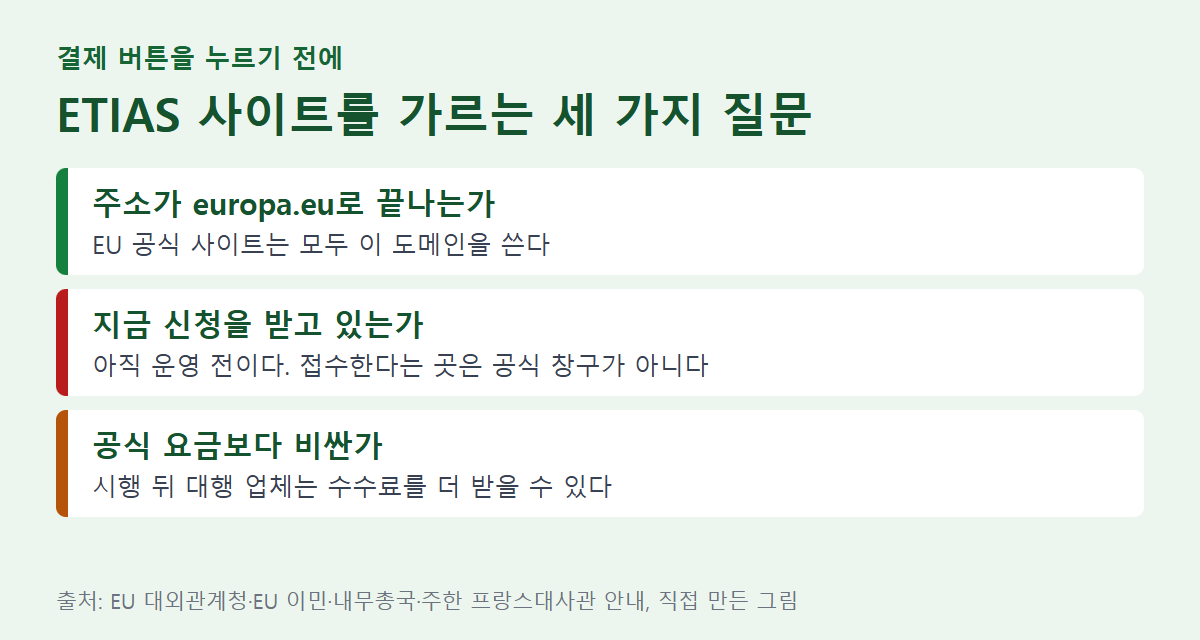 결제 버튼을 누르기 전에
ETIAS 사이트를 가르는 세 가지 질문
주소가 europa.eu로 끝나는가
EU 공식 사이트는 모두 이 도메인을 쓴다
지금 신청을 받고 있는가
아직 운영 전이다. 접수한다는 곳은 공식 창구가 아니다
공식 요금보다 비싼가
시행 뒤 대행 업체는 수수료를 더 받을 수 있다
출처: EU 대외관계청·EU 이민·내무총국·주한 프랑스대사관 안내, 직접 만든 그림